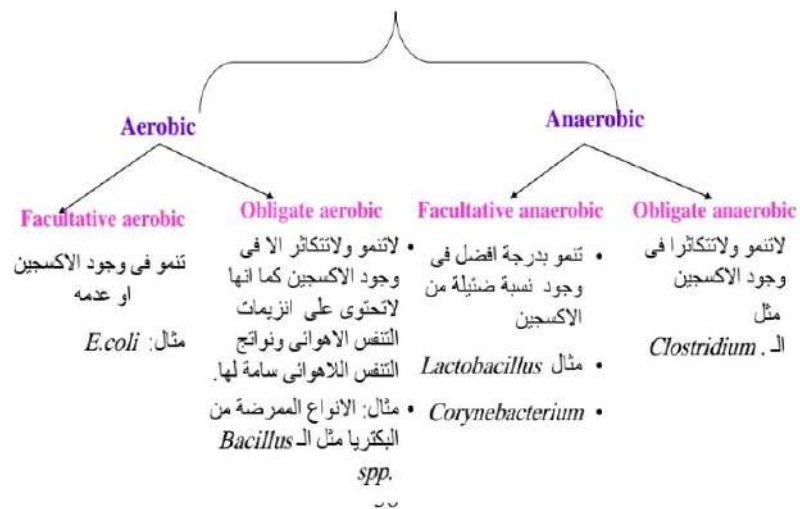 Aerobic
Anaerobic
Facultative aerobic
تنمو فى وجود الاكسجين
او عدمه
مثال: E.coli
Obligate aerobic
• لاتنمو ولاتتكاثر الا فى
وجود الاكسجين كما انها
لاتحتوى على انزيمات
التنفس الاهوائى ونواتج
التنفس اللاهوائى سامة لها.
• مثال: الانواع الممرضة من
البكتريا مثل الـ Bacillus
spp.
Facultative anaerobic
• تنمو بدرجة افضل فى
وجود نسبة ضئيلة من
الاكسجين
• مثال Lactobacillus
• Corynebacterium
Obligate anaerobic
لاتنمو ولاتتكاثرا فى
وجود الاكسجين
مثل
الـ Clostridium .